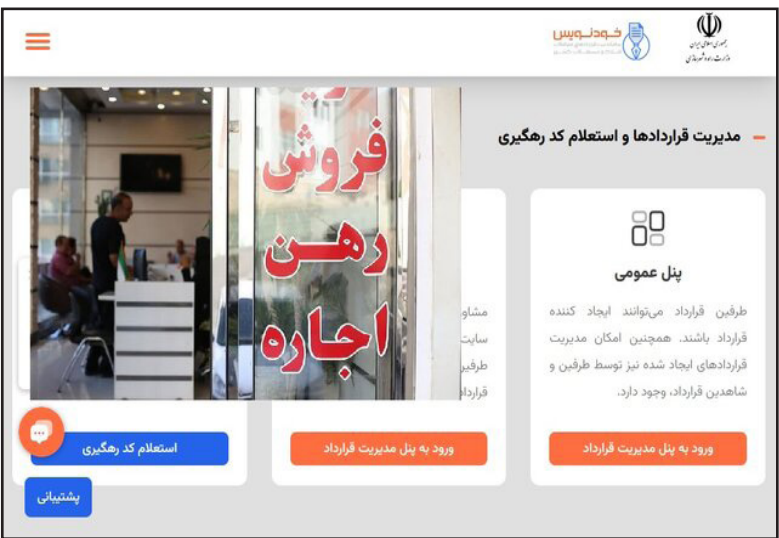 خودنویس
مدیریت قراردادها و استعلام کد رهگیری
پنل عمومی
طرفین قرارداد می‌توانند ایجاد کننده
قرارداد باشند. همچنین امکان مدیریت
قراردادهای ایجاد شده نیز توسط طرفین و
شاهدین قرارداد، وجود دارد.
ورود به پنل مدیریت قرارداد
سایت
ورود به پنل مدیریت قرارداد
فروش
رهن
اجاره
استعلام کد رهگیری
پشتیبانی